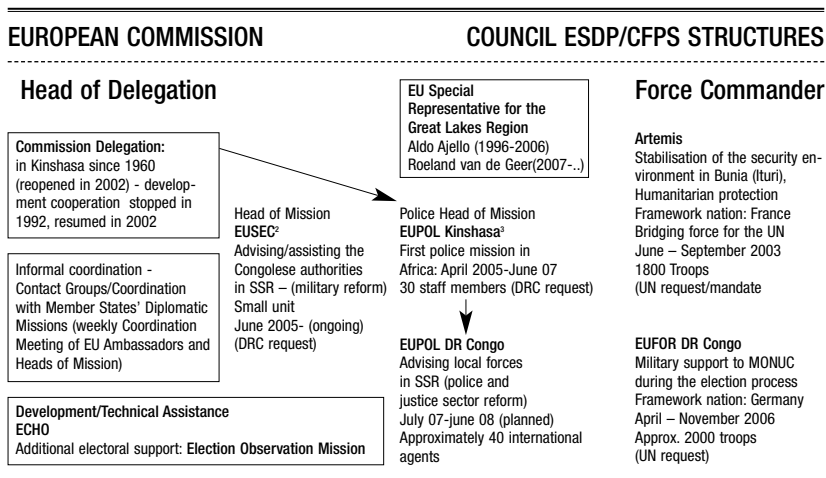 EUROPEAN COMMISSION
COUNCIL ESDP/CFPS STRUCTURES
Head of Delegation
Commission Delegation:
in Kinshasa since 1960
(reopened in 2002) - develop-
ment cooperation stopped in
1992, resumed in 2002
Informal coordination -
Contact Groups/Coordination
with Member States' Diplomatic
Missions (weekly Coordination
Meeting of EU Ambassadors and
Heads of Mission)
Development/Technical Assistance
ECHO
Additional electoral support: Election Observation Mission
Head of Mission
EUSEC²
Advising/assisting the
Congolese authorities
in SSR – (military reform)
Small unit
June 2005- (ongoing)
(DRC request)
EU Special
Representative for the
Great Lakes Region
Aldo Ajello (1996-2006)
Roeland van de Geer(2007-..)
Police Head of Mission
EUPOL Kinshasa³
First police mission in
Africa: April 2005-June 07
30 staff members (DRC request)
EUPOL DR Congo
Advising local forces
in SSR (police and
justice sector reform)
July 07-june 08 (planned)
Approximately 40 international
agents
Force Commander
Artemis
Stabilisation of the security en-
vironment in Bunia (Ituri),
Humanitarian protection
Framework nation: France
Bridging force for the UN
June – September 2003
1800 Troops
(UN request/mandate
EUFOR DR Congo
Military support to MONUC
during the election process
Framework nation: Germany
April – November 2006
Approx. 2000 troops
(UN request)